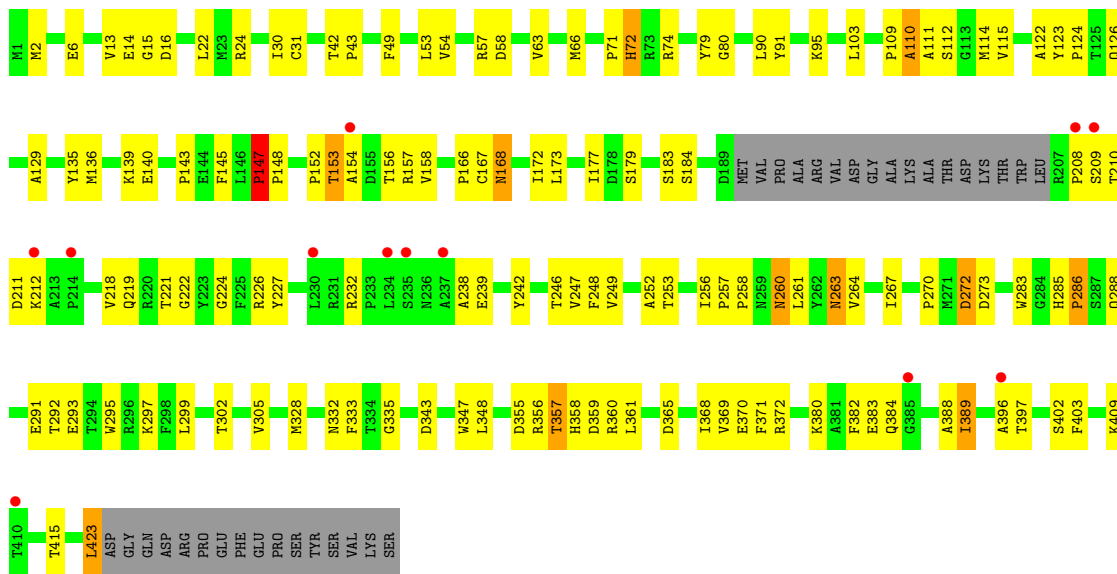 M1 M2 E6 V13 E14 G15 D16 L22 M23 R24 I30 C31 T42 P43 F49 L53 V54 R57 D58 V63 M66 P71 H72 R73 R74 Y79 G80 L90 Y91 K95 L103 P109 A110 A111 S112 G113 M114 V115 A122 Y123 P124 T125 Q126
A129 Y135 M136 K139 E140 P143 E144 F145 L146 P147 P148 P152 T153 A154 D155 T156 R157 V158 P166 C167 N168 I172 L173 I177 D178 S179 S183 S184 D189 MET VAL PRO ALA ARG VAL ASP GLY ALA LYS ALA THR ASP LYS THR TRP LEU R207 P208 S209 T210
D211 K212 A213 P214 V218 Q219 R220 T221 G222 Y223 G224 F225 R226 Y227 L230 R231 R232 P233 L234 S235 N236 A237 A238 E239 Y242 T246 V247 F248 V249 A252 T253 I256 P257 P258 N259 N260 L261 Y262 N263 V264 I267 P270 M271 D272 D273 W283 G284 H285 P286 S287
E291 T292 E293 T294 W295 R296 K297 F298 L299 T302 V305 M328 N332 F333 T334 G335 D343 W347 L348 D355 R356 T357 H358 D359 R360 L361 D365 I368 V369 E370 F371 R372 K380 A381 F382 E383 Q384 G385 A388 I389 A396 T397 S402 F403 K409
T410 T415 L423 ASP GLY GLN ASP ARG PRO GLU PHE GLU PRO SER TYR SER VAL LYS SER